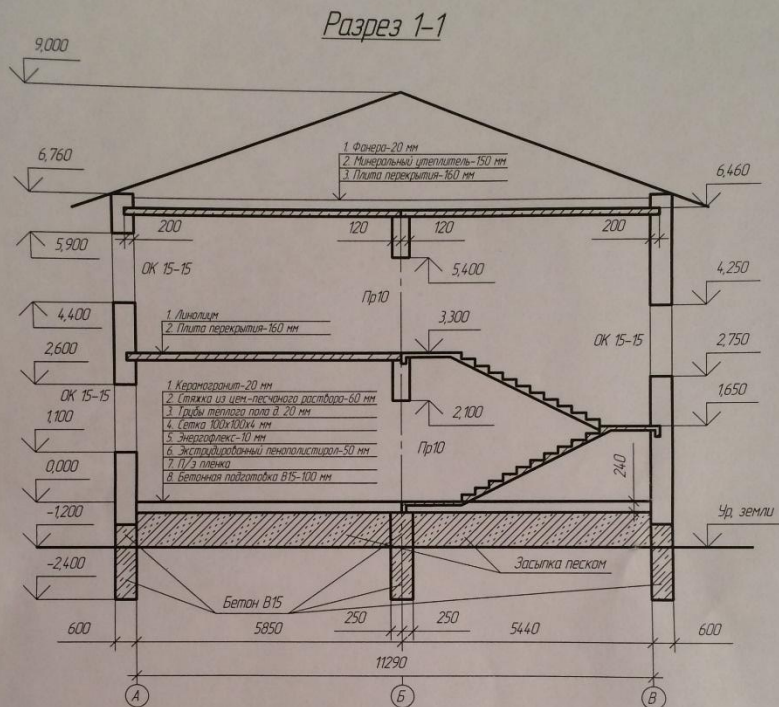 Разрез 1-1
9,000
1. Фанера-20 мм
2. Минеральный утеплитель-150 мм
3. Плита перекрытия-160 мм
6,760
6,460
200
120
120
200
5,900
ОК 15-15
5,400
4,250
Пр10
4,400
1. Линолиум
2. Плита перекрытия-160 мм
3,300
ОК 15-15
2,600
2,750
ОК 15-15
1. Керамогранит-20 мм
2. Стяжка из цем.-песчаного раствора-60 мм
3. Трубы теплого пола д. 20 мм
4. Сетка 100х100х4 мм
5. Энергофлекс-10 мм
6. Экструдированный пенополистирол-50 мм
7. П/э пленка
8. Бетонная подготовка В15-100 мм
2,100
1,650
1,100
Пр10
0,000
240
-1,200
Ур. земли
Засыпка песком
-2,400
Бетон В15
600
5850
250
250
5440
600
11290
А
Б
В